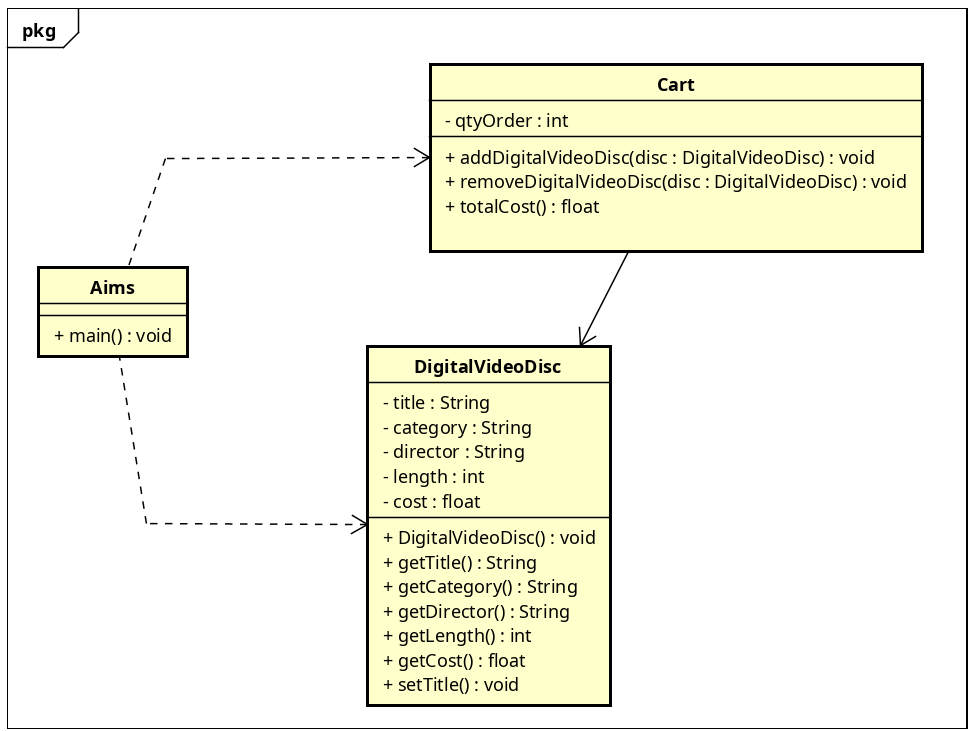 pkg
Cart
- qtyOrder : int
+ addDigitalVideoDisc(disc : DigitalVideoDisc) : void
+ removeDigitalVideoDisc(disc : DigitalVideoDisc) : void
+ totalCost() : float
Aims
+ main() : void
DigitalVideoDisc
- title : String
- category : String
- director : String
- length : int
- cost : float
+ DigitalVideoDisc() : void
+ getTitle() : String
+ getCategory() : String
+ getDirector() : String
+ getLength() : int
+ getCost() : float
+ setTitle() : void